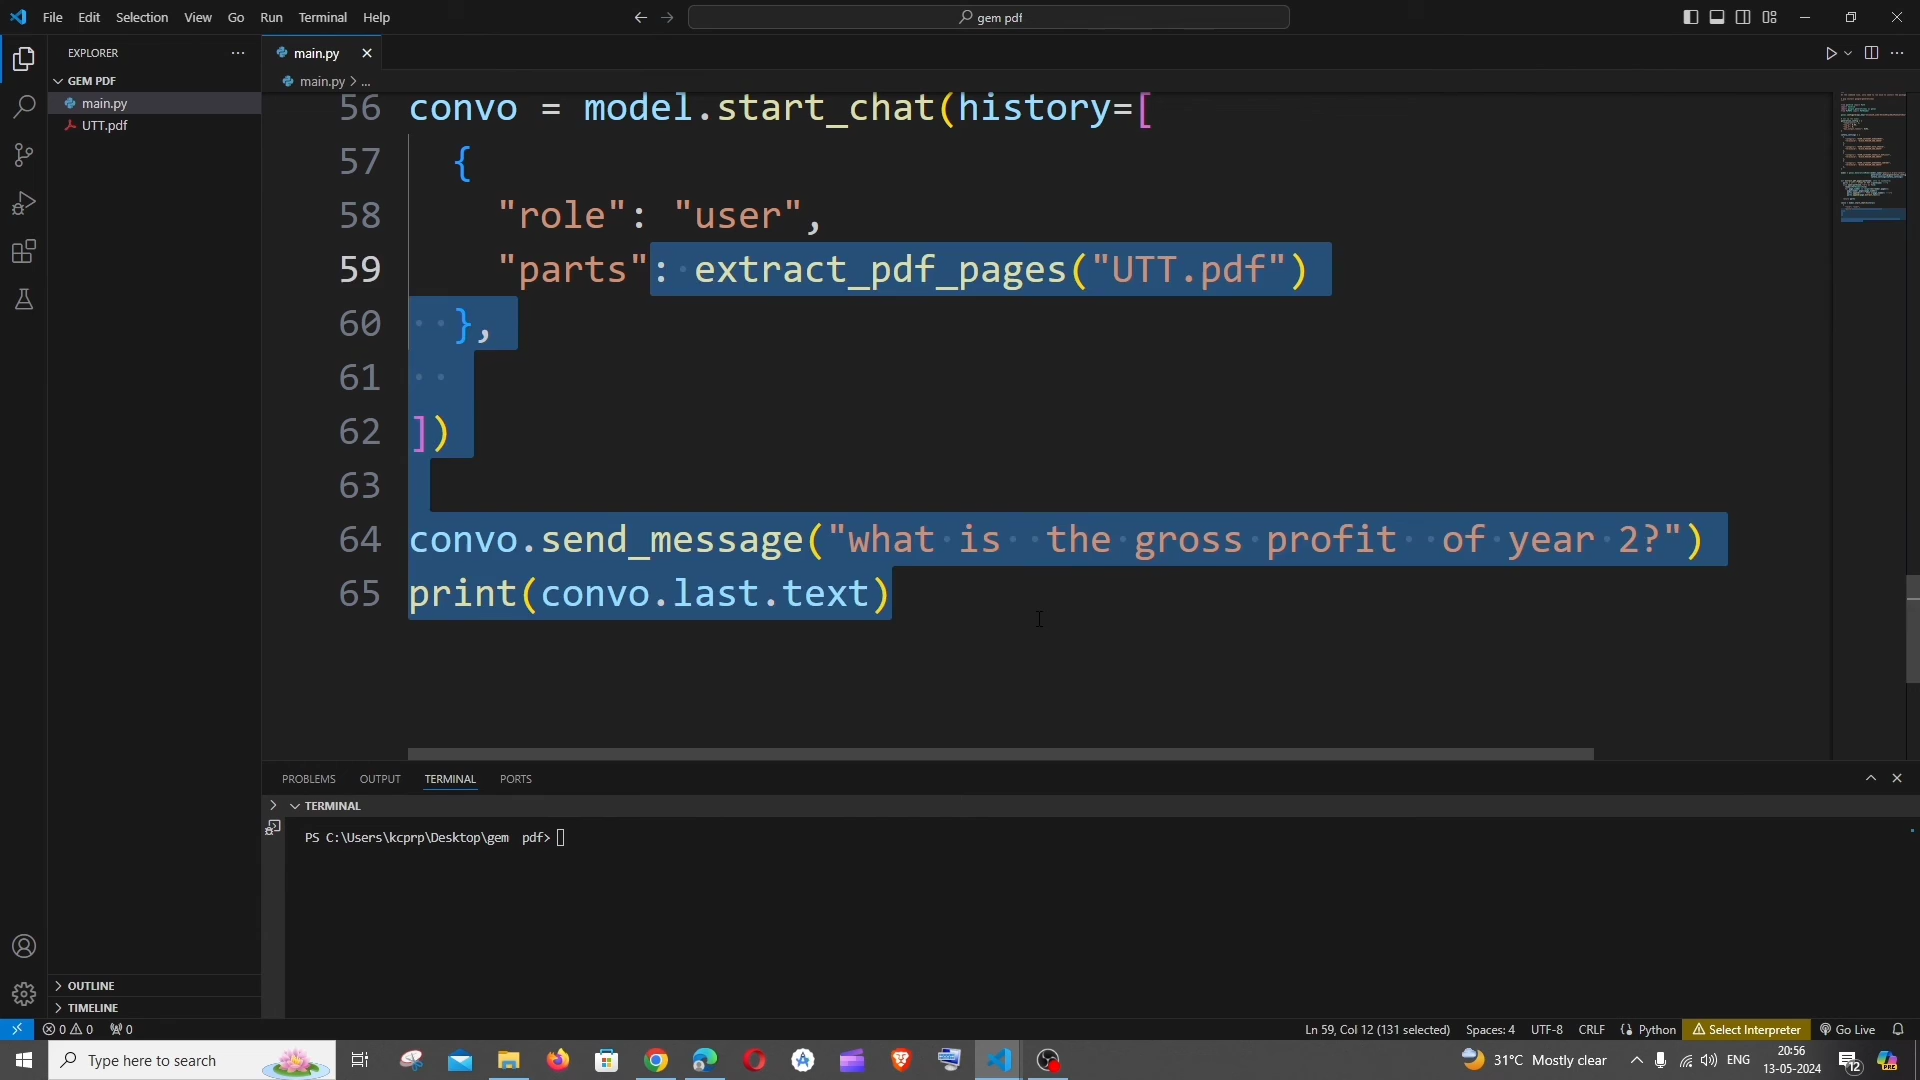 File Edit Selection View Go Run Terminal Help
gem pdf
EXPLORER
main.py
GEM PDF
main.py > ...
main.py
UTT.pdf
56 convo = model.start_chat(history=[
57 {
58 "role": "user",
59 "parts": extract_pdf_pages("UTT.pdf")
60 },
61
62 ])
63
64 convo.send_message("what is  the gross profit  of year 2?")
65 print(convo.last.text)
PROBLEMS OUTPUT TERMINAL PORTS
TERMINAL
PS C:\Users\kcprp\Desktop\gem  pdf>
OUTLINE
TIMELINE
0 0 0 Ln 59, Col 12 (131 selected) Spaces: 4 UTF-8 CRLF Python Select Interpreter Go Live
Type here to search
31°C Mostly clear ENG 20:56
13-05-2024
12
PRE